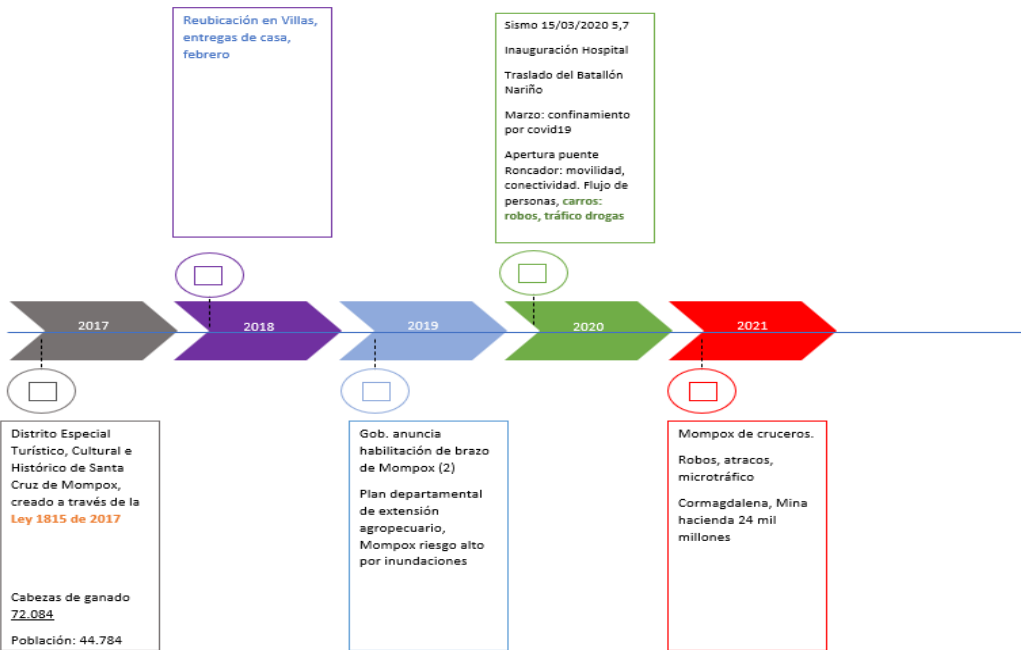 Reubicación en Villas,
entregas de casa,
febrero
Sismo 15/03/2020 5,7
Inauguración Hospital
Traslado del Batallón
Nariño
Marzo: confinamiento
por covid19
Apertura puente
Roncador: movilidad,
conectividad. Flujo de
personas, carros:
robos, tráfico drogas
2017
2018
2019
2020
2021
Distrito Especial
Turístico, Cultural e
Histórico de Santa
Cruz de Mompox,
creado a través de la
Ley 1815 de 2017
Cabezas de ganado
72.084
Población: 44.784
Gob. anuncia
habilitación de brazo
de Mompox (2)
Plan departamental
de extensión
agropecuario,
Mompox riesgo alto
por inundaciones
Mompox de cruceros.
Robos, atracos,
microtráfico
Cormagdalena, Mina
hacienda 24 mil
millones